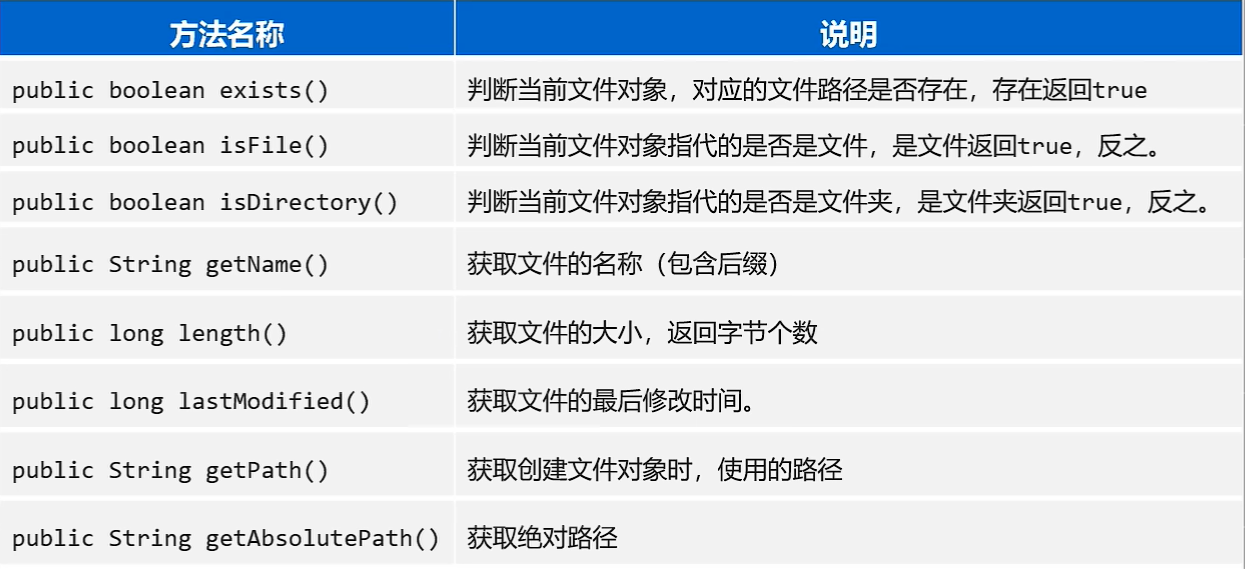 方法名称 说明
public boolean exists() 判断当前文件对象，对应的文件路径是否存在，存在返回true
public boolean isFile() 判断当前文件对象指代的是否是文件，是文件返回true，反之。
public boolean isDirectory() 判断当前文件对象指代的是否是文件夹，是文件夹返回true，反之。
public String getName() 获取文件的名称（包含后缀）
public long length() 获取文件的大小，返回字节个数
public long lastModified() 获取文件的最后修改时间。
public String getPath() 获取创建文件对象时，使用的路径
public String getAbsolutePath() 获取绝对路径